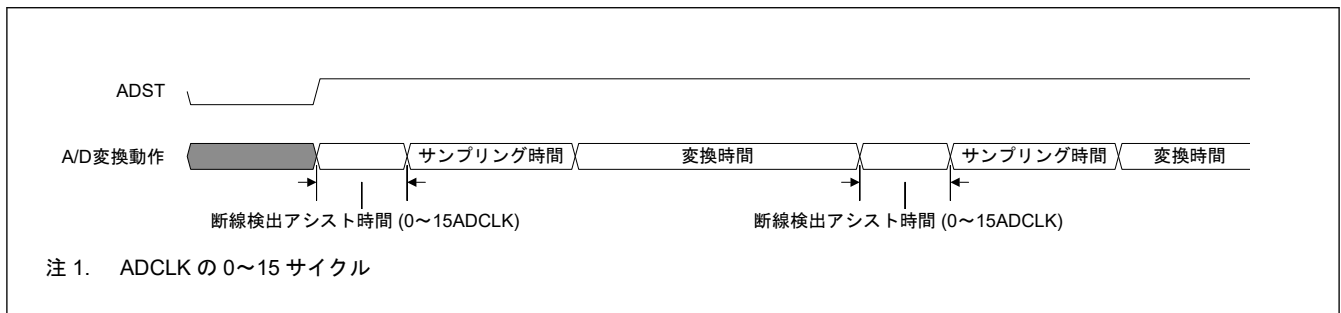 ADST
A/D変換動作
サンプリング時間 変換時間 サンプリング時間 変換時間
断線検出アシスト時間 (0～15ADCLK) 断線検出アシスト時間 (0～15ADCLK)
注 1. ADCLK の 0～15 サイクル